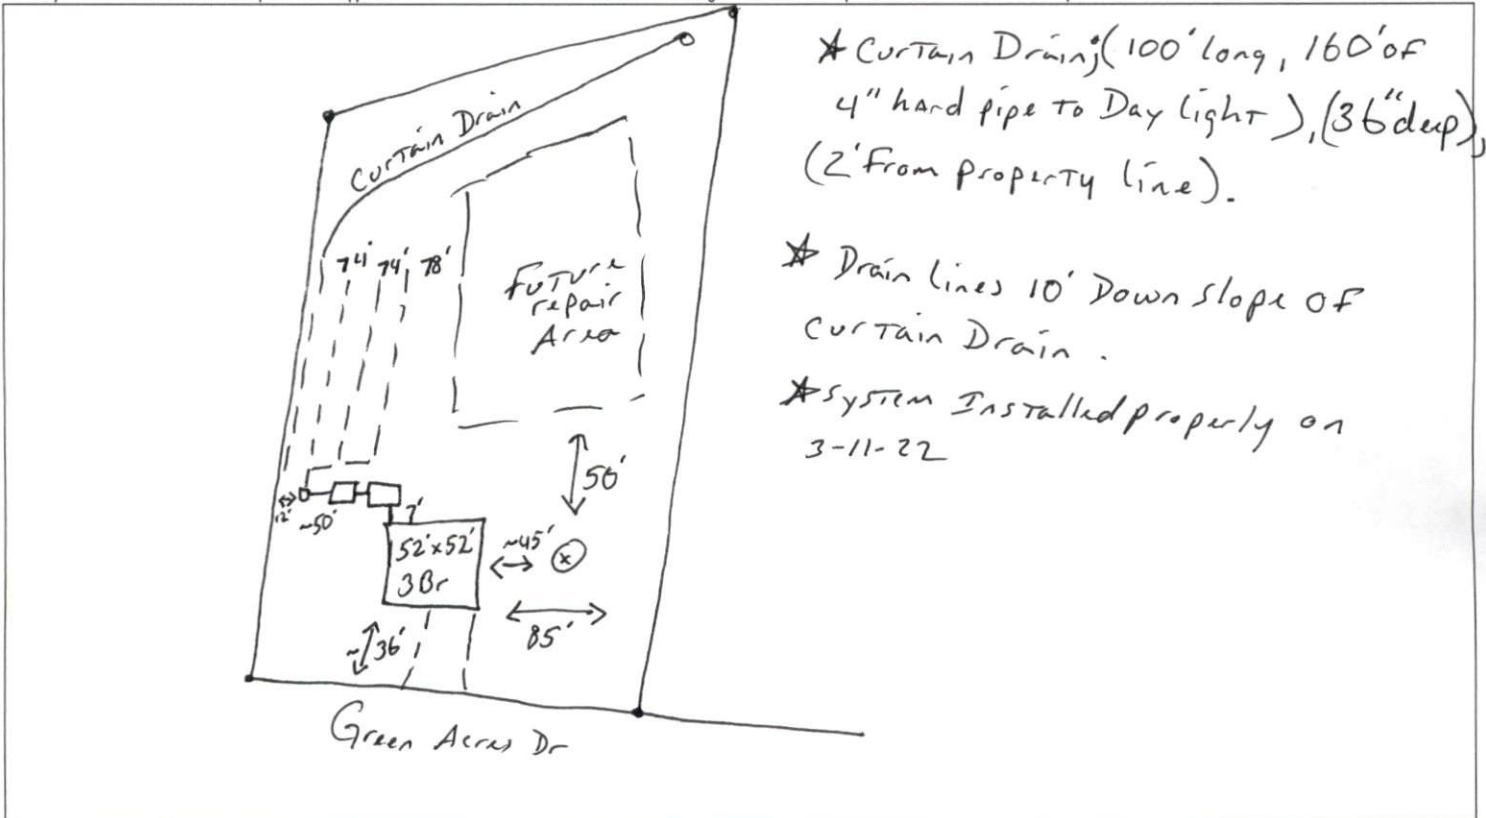 ★ Curtain Drain;(100' long, 160' of
4" hard pipe to Day light), (36" deep),
(2' From property line).
★ Drain lines 10' Down slope of
Curtain Drain.
★ System Installed properly on
3-11-22
Curtain Drain
74' 74' 78'
Future
repair
Area
50'
12'
~50'
7'
52'x52'
3Br
~45'
x
85'
~36'
Green Acres Dr